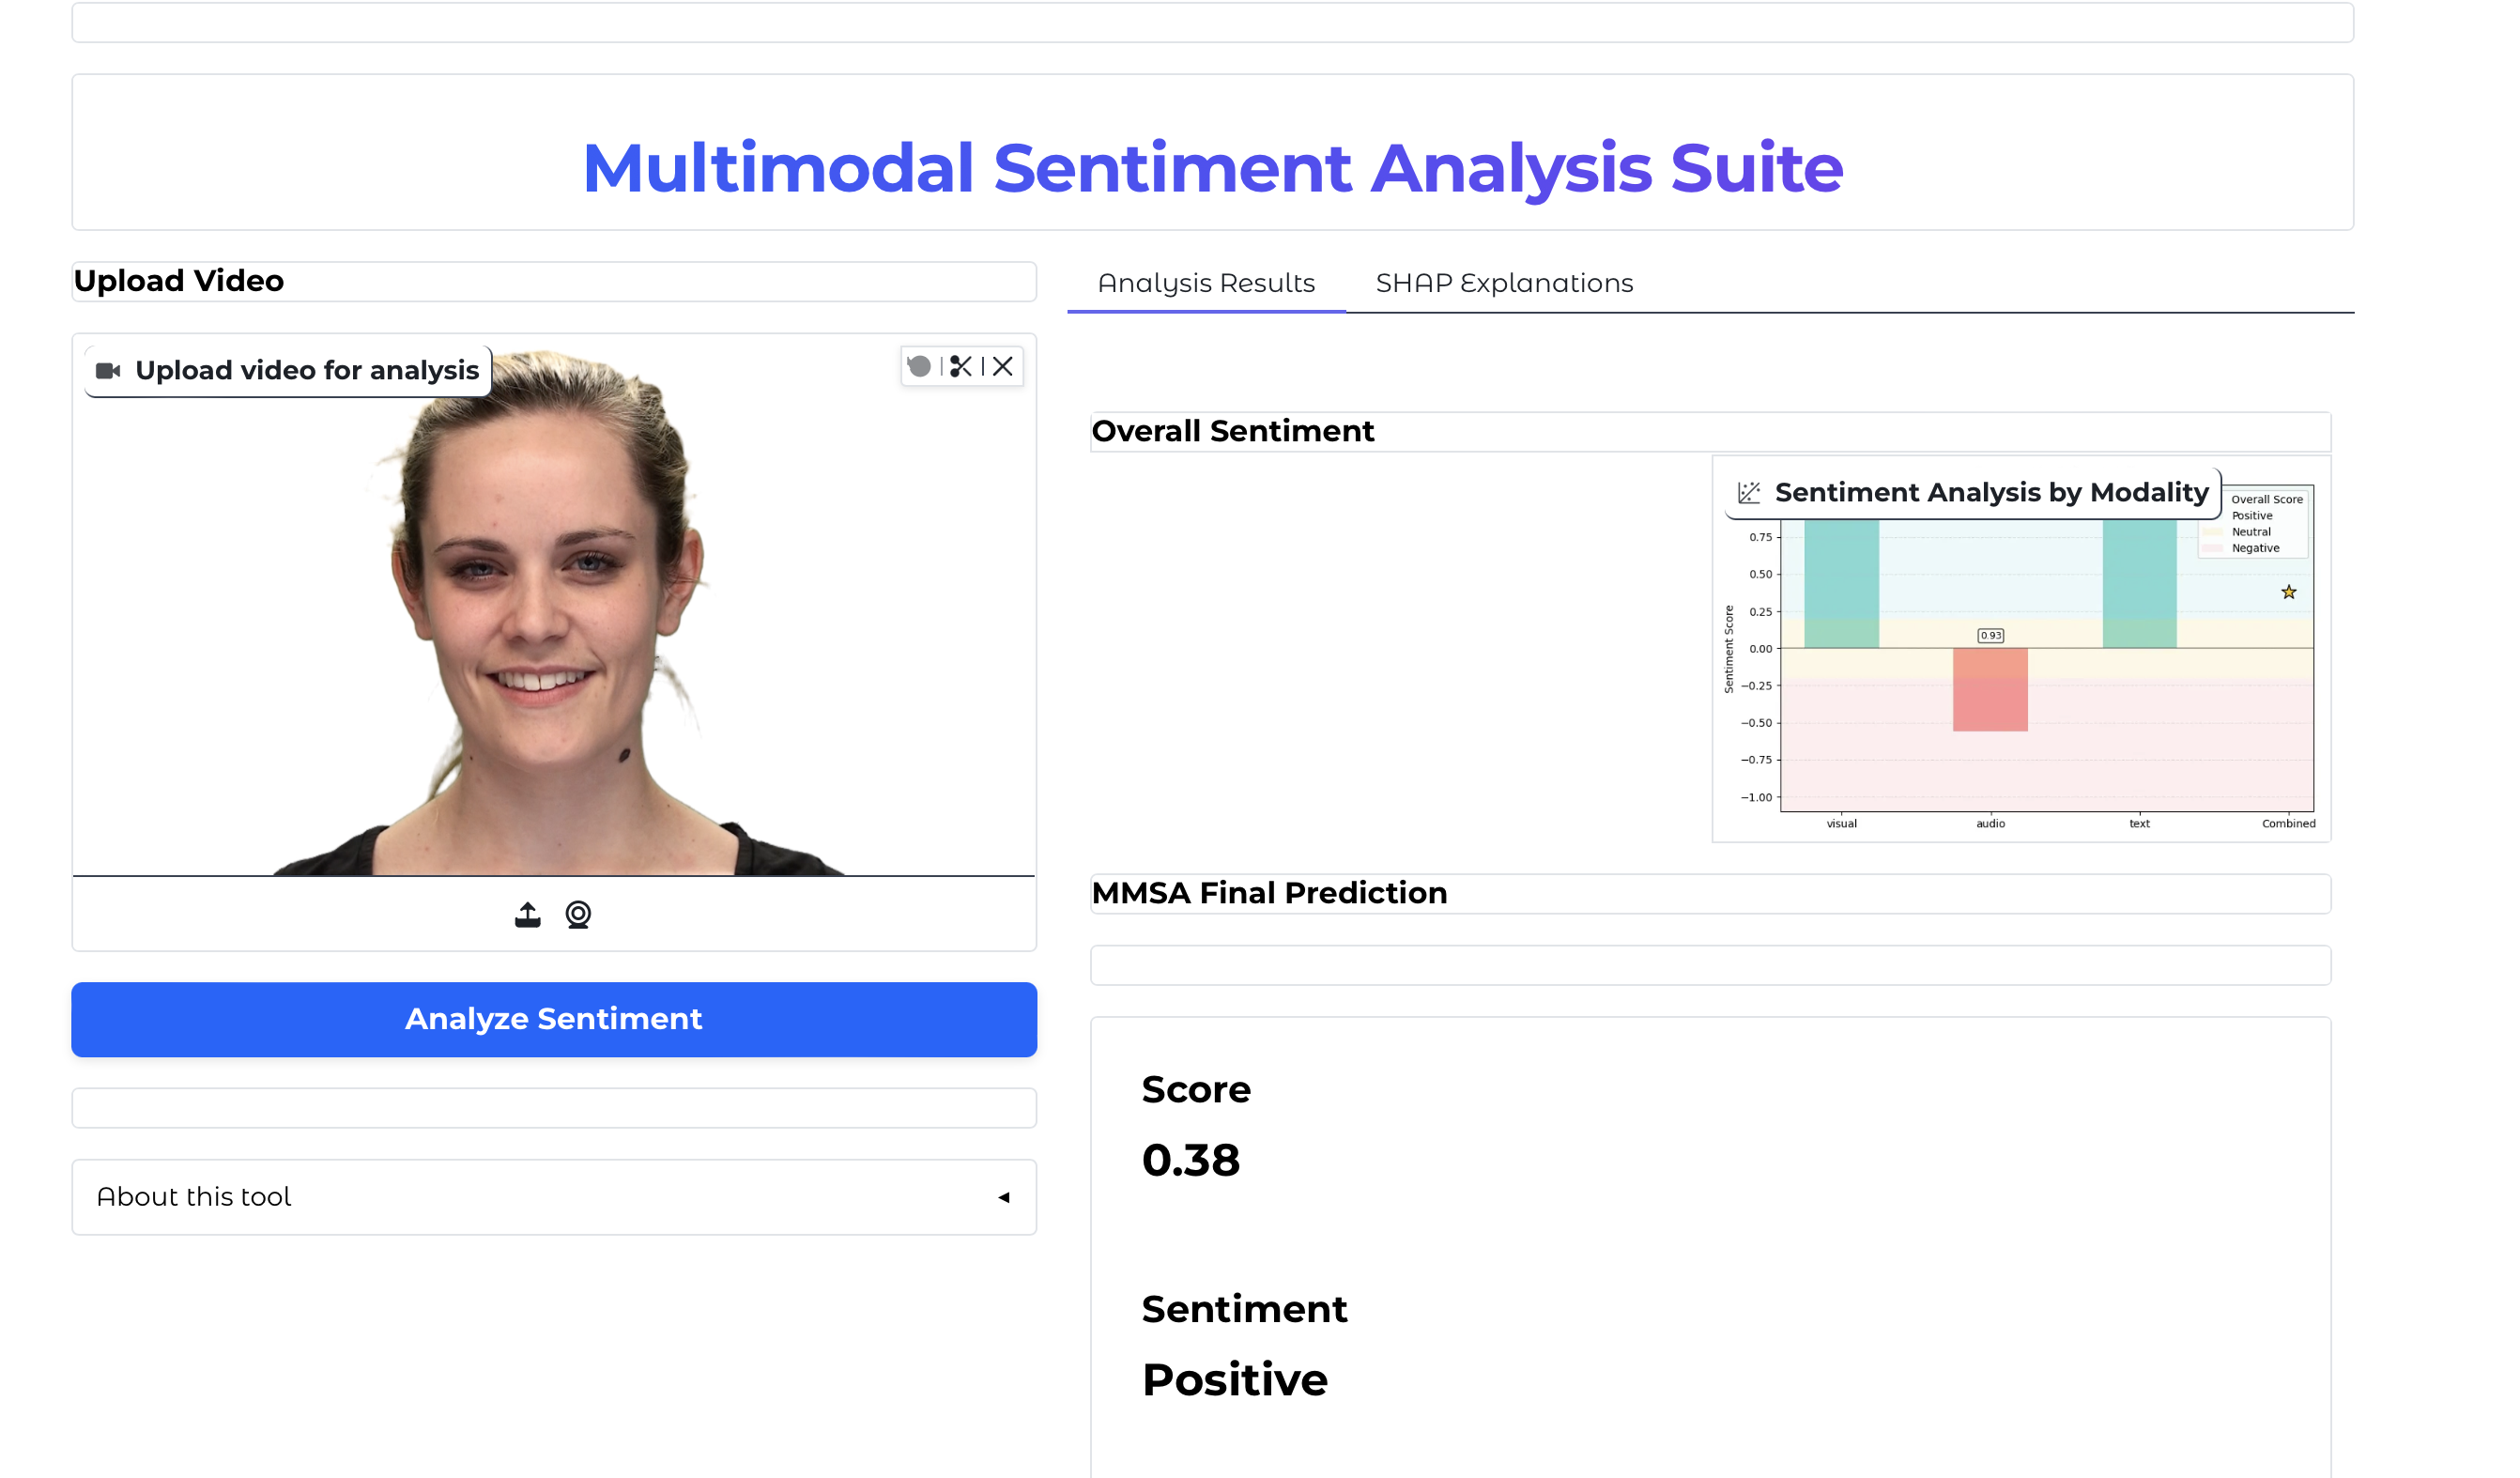 Multimodal Sentiment Analysis Suite
Upload Video
Upload video for analysis
Analyze Sentiment
About this tool
Analysis Results
SHAP Explanations
Overall Sentiment
Sentiment Analysis by Modality
Overall Score
Positive
Neutral
Negative
Sentiment Score
0.75
0.50
0.25
0.00
−0.25
−0.50
−0.75
−1.00
0.93
visual
audio
text
Combined
MMSA Final Prediction
Score
0.38
Sentiment
Positive